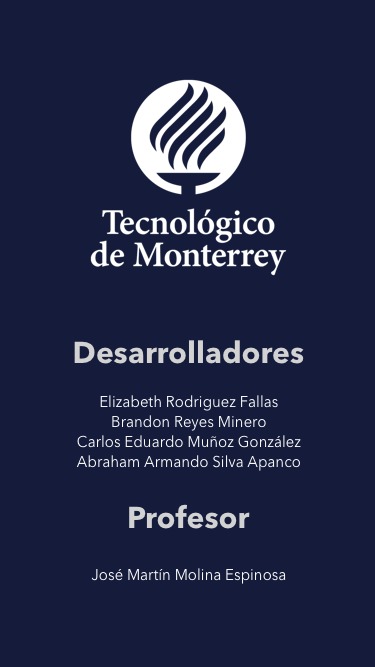 Tecnológico
de Monterrey
Desarrolladores
Elizabeth Rodriguez Fallas
Brandon Reyes Minero
Carlos Eduardo Muñoz González
Abraham Armando Silva Apanco
Profesor
José Martín Molina Espinosa